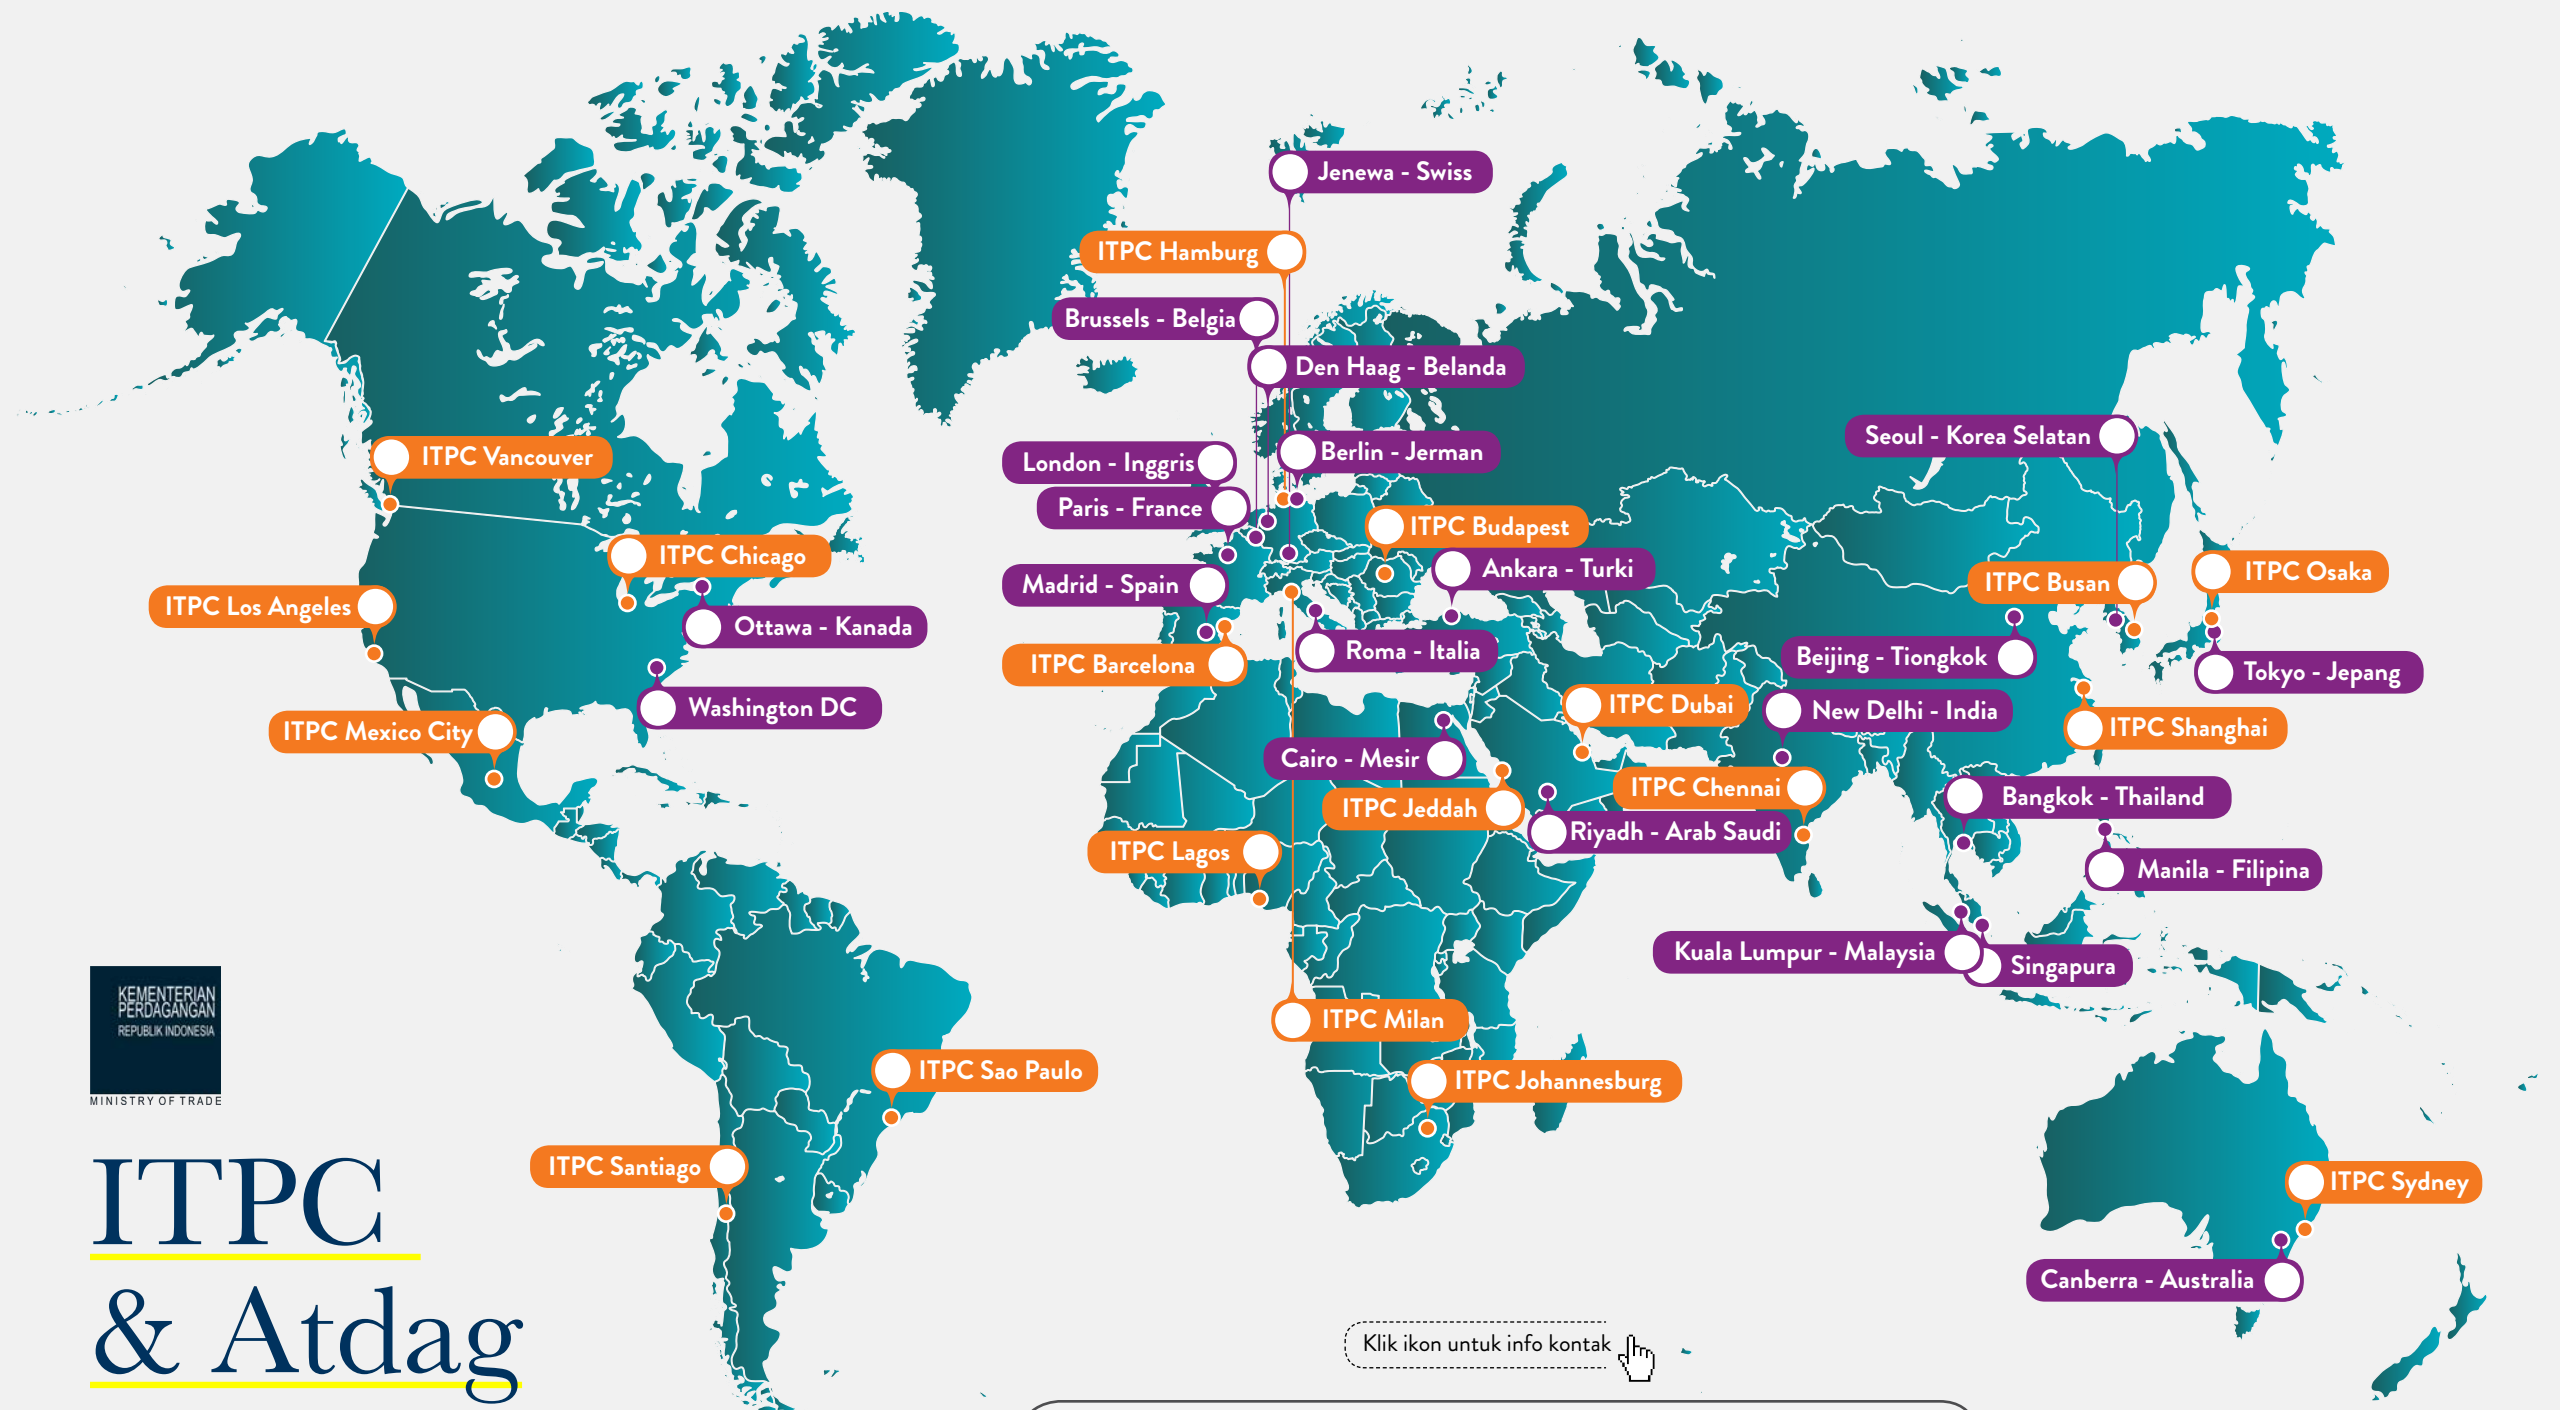 Jenewa - Swiss
ITPC Hamburg
Brussels - Belgia
Den Haag - Belanda
Seoul - Korea Selatan
ITPC Vancouver
London - Inggris
Berlin - Jerman
Paris - France
ITPC Budapest
ITPC Chicago
Ankara - Turki
ITPC Busan
ITPC Osaka
Madrid - Spain
ITPC Los Angeles
Ottawa - Kanada
Roma - Italia
Beijing - Tiongkok
ITPC Barcelona
Tokyo - Jepang
Washington DC
ITPC Dubai
New Delhi - India
ITPC Mexico City
ITPC Shanghai
Cairo - Mesir
ITPC Chennai
Bangkok - Thailand
ITPC Jeddah
Riyadh - Arab Saudi
ITPC Lagos
Manila - Filipina
Kuala Lumpur - Malaysia
Singapura
KEMENTERIAN
PERDAGANGAN
REPUBLIK INDONESIA
MINISTRY OF TRADE
ITPC Milan
ITPC Sao Paulo
ITPC Johannesburg
ITPC Santiago
ITPC Sydney
Canberra - Australia
ITPC
& Atdag
Klik ikon untuk info kontak